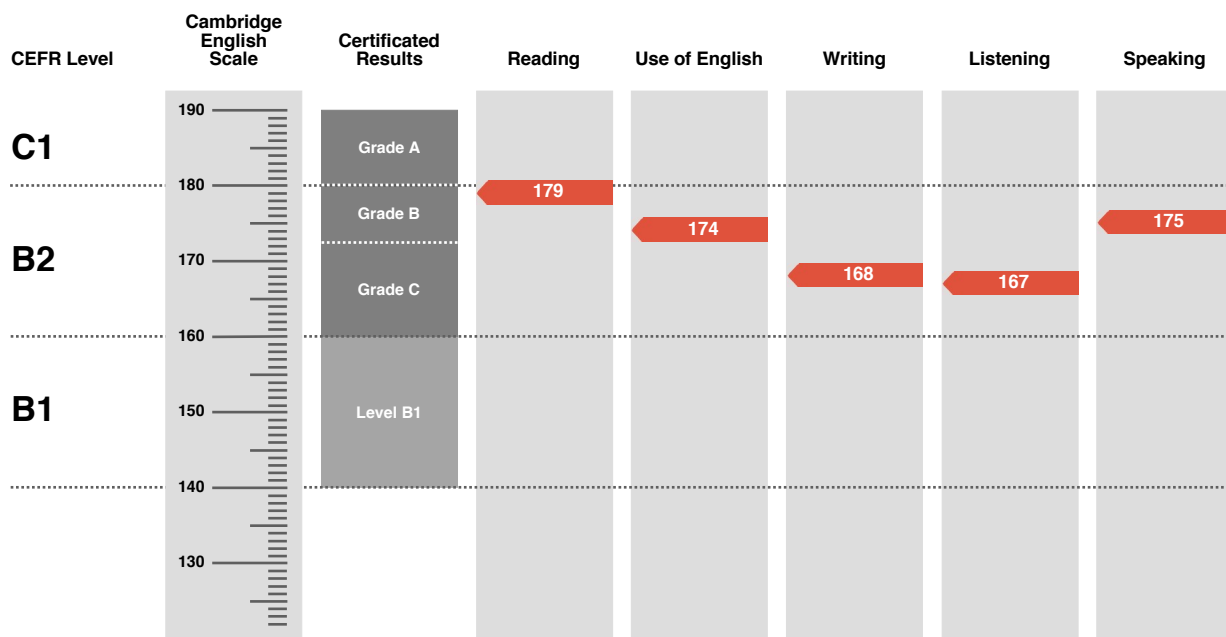 CEFR Level
Cambridge
English
Scale
Certificated
Results
Reading
Use of English
Writing
Listening
Speaking
190
C1
Grade A
180
179
Grade B
175
174
B2
170
168
167
Grade C
160
B1
150
Level B1
140
130